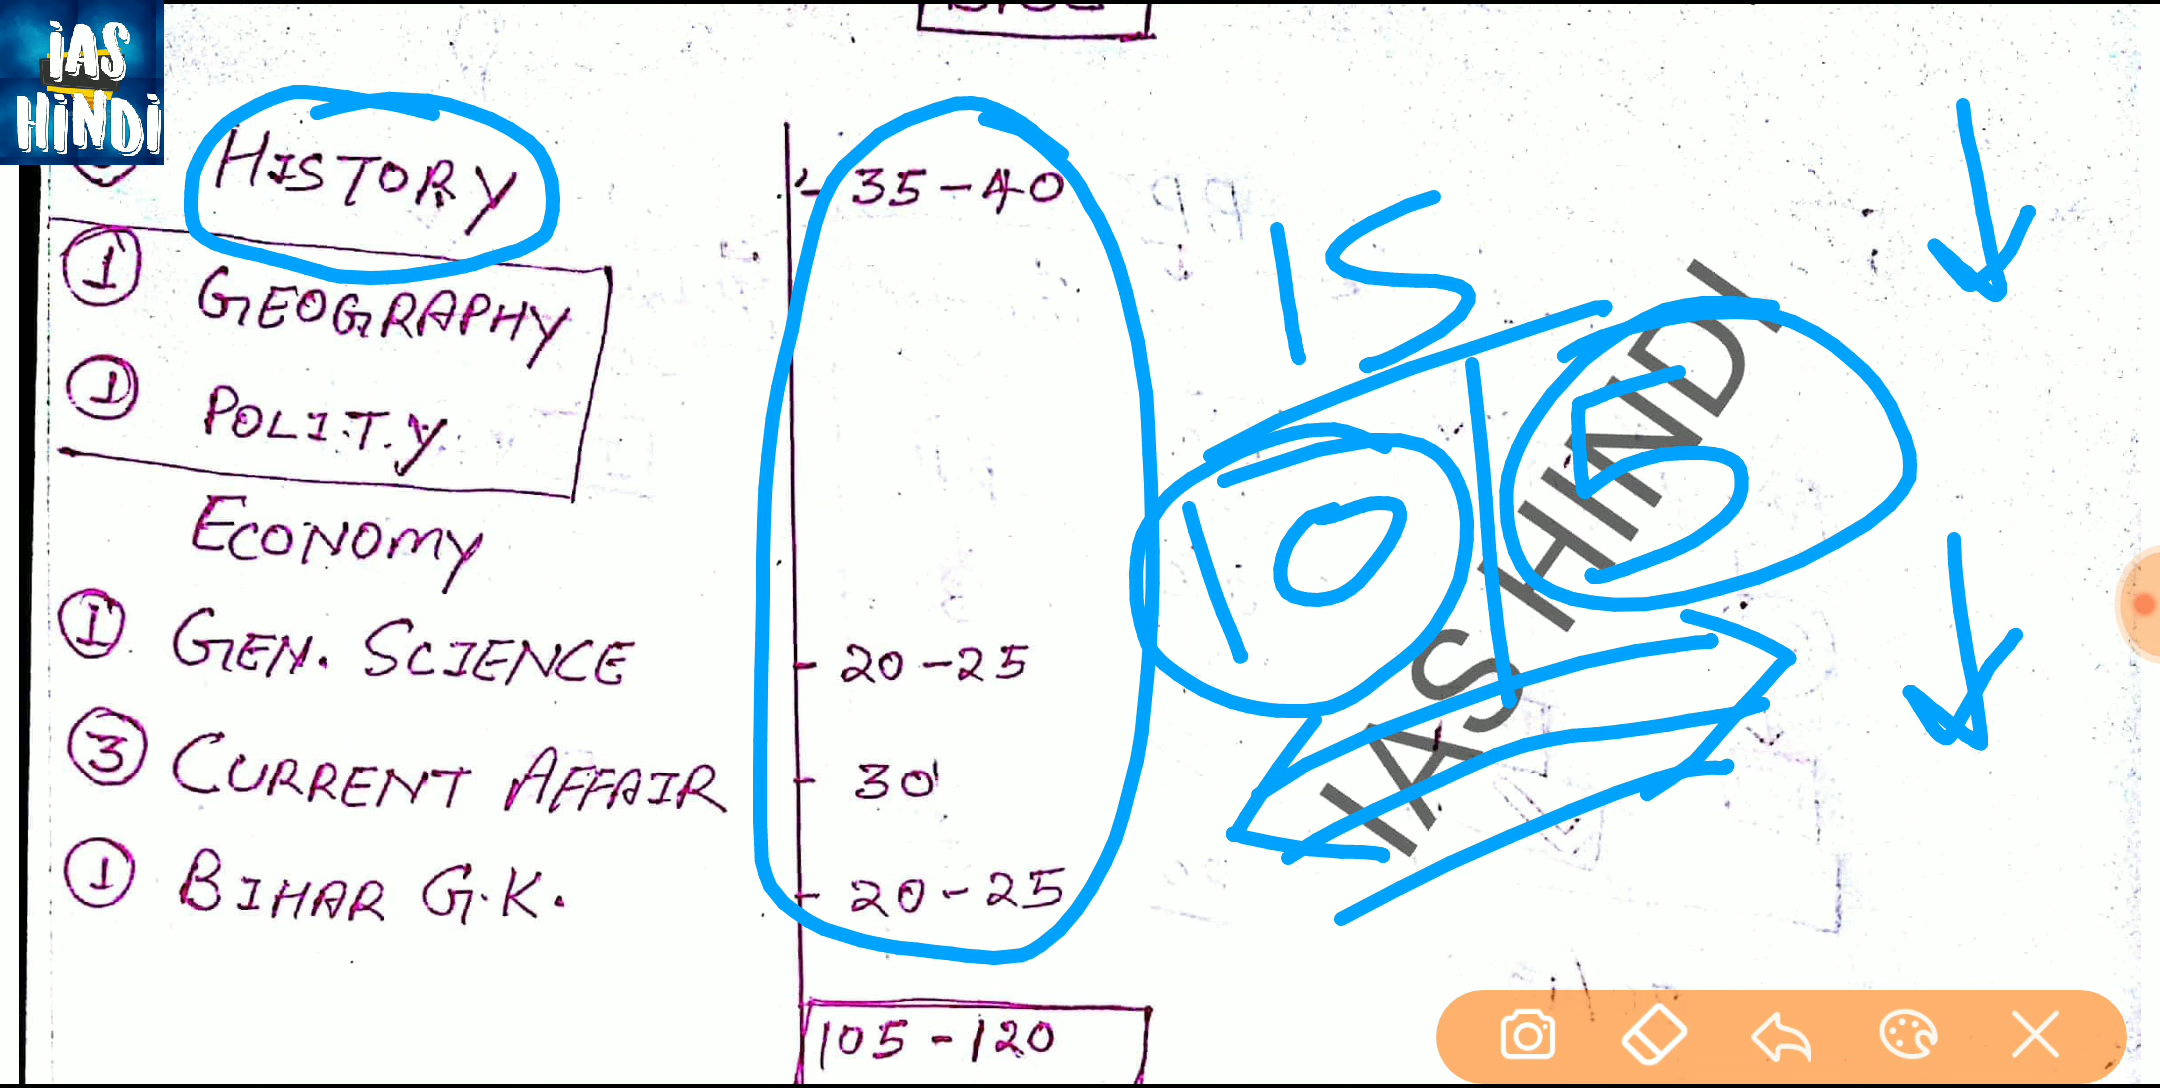 IAS
HINDI
HISTORY - 35-40
① GEOGRAPHY
① POLITY
ECONOMY
① GEN. SCIENCE - 20-25
③ CURRENT AFFAIR - 30
① BIHAR G.K. - 20-25
105-120
15
10
5
IAS HINDI